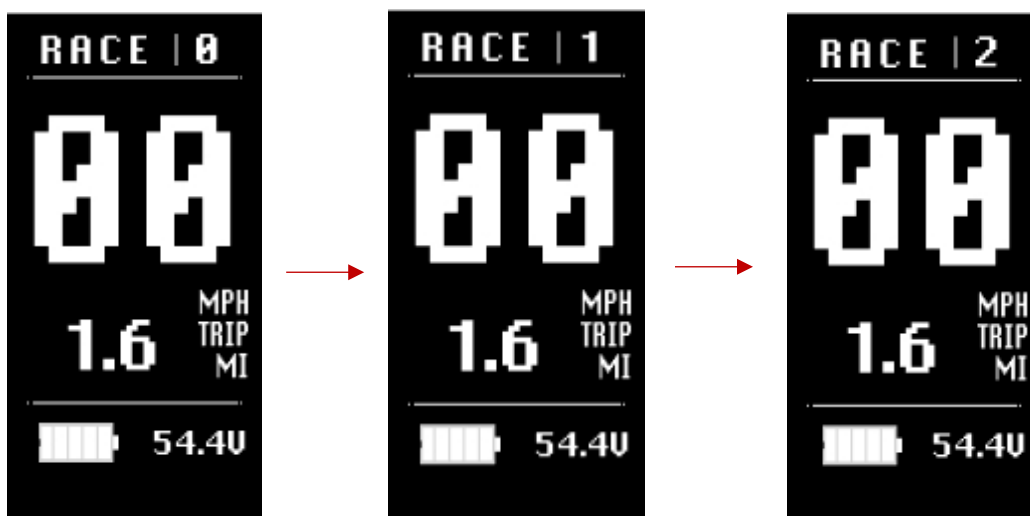 RACE | 0
00
MPH
1.6 TRIP
MI
54.4V
RACE | 1
00
MPH
1.6 TRIP
MI
54.4V
RACE | 2
00
MPH
1.6 TRIP
MI
54.4V